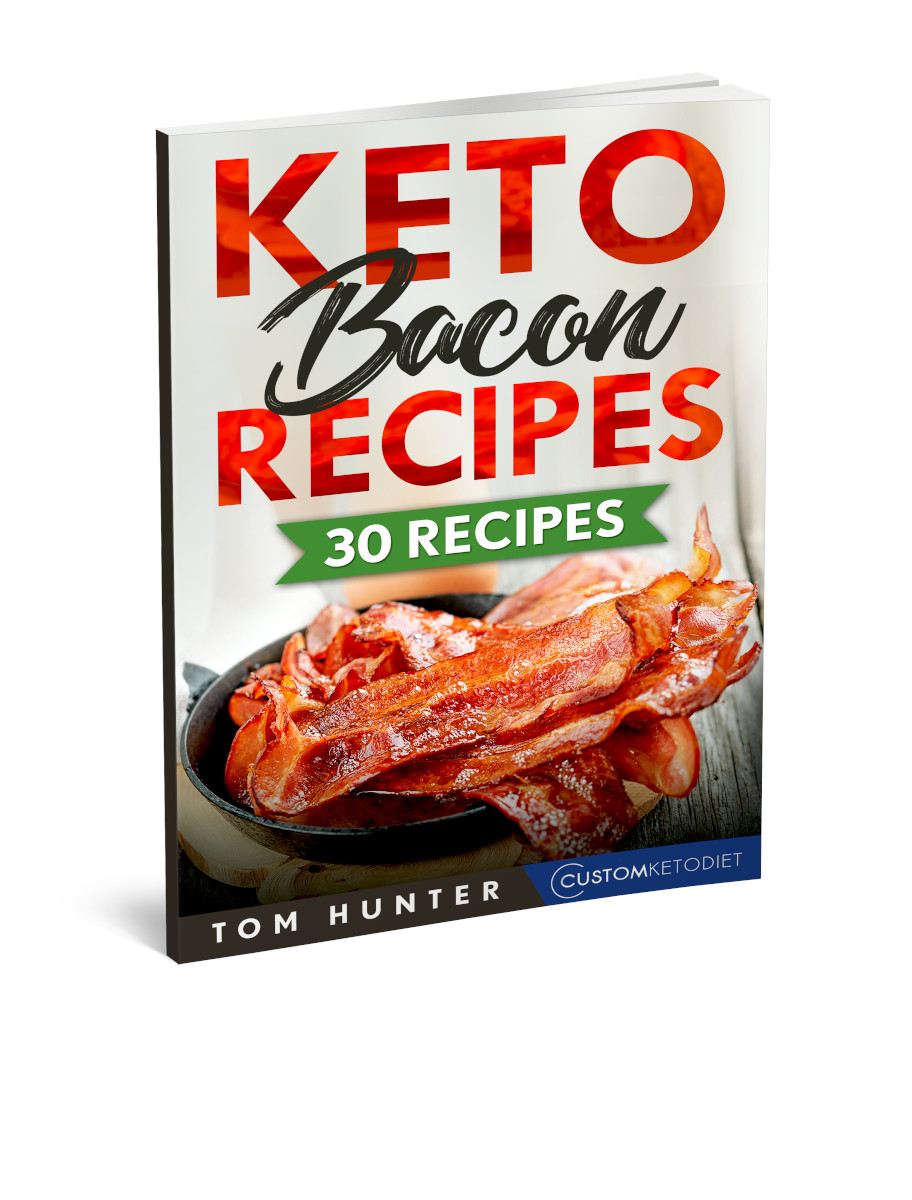 KETO
Bacon
RECIPES
30 RECIPES
TOM HUNTER
CUSTOMKETODIET